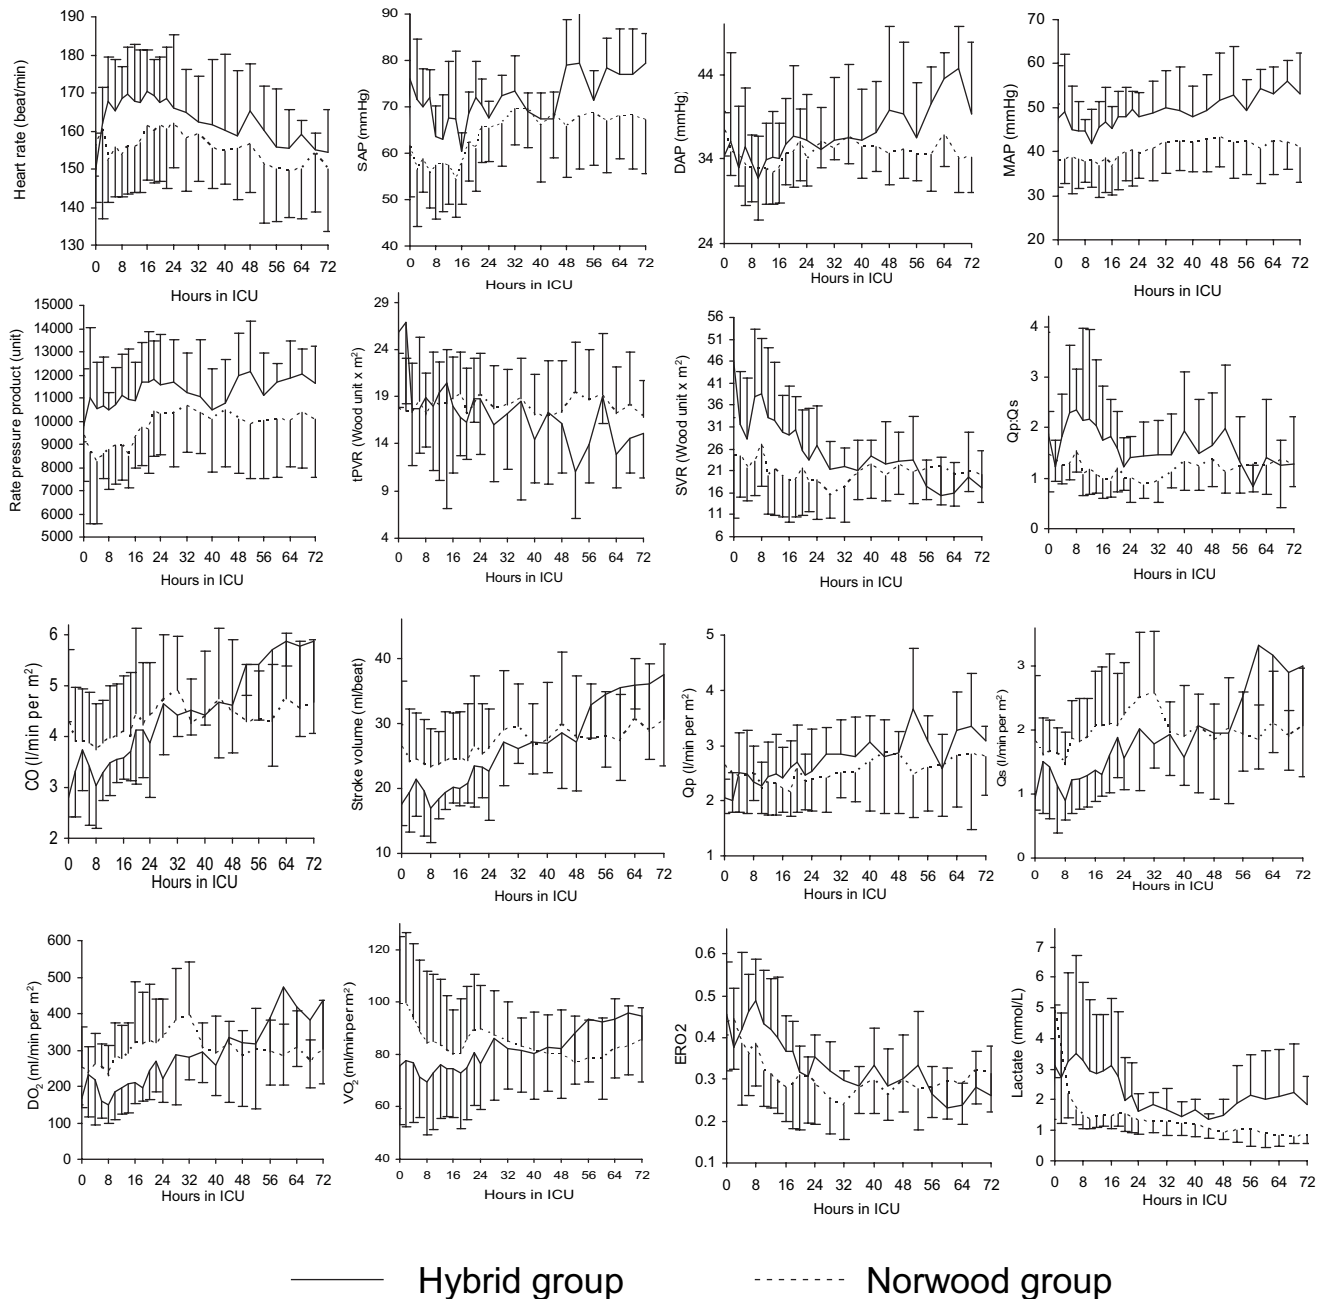 Heart rate (beat/min)
190
180
170
160
150
140
130
0 8 16 24 32 40 48 56 64 72
Hours in ICU
SAP (mmHg)
90
80
70
60
50
40
0 8 16 24 32 40 48 56 64 72
Hours in ICU
DAP (mmHg)
44
34
24
0 8 16 24 32 40 48 56 64 72
Hours in ICU
MAP (mmHg)
70
60
50
40
30
20
0 8 16 24 32 40 48 56 64 72
Hours in ICU
Rate pressure product (unit)
15000
14000
13000
12000
11000
10000
9000
8000
7000
6000
5000
0 8 16 24 32 40 48 56 64 72
Hours in ICU
tPVR (Wood unit x m²)
29
24
19
14
9
4
0 8 16 24 32 40 48 56 64 72
Hours in ICU
SVR (Wood unit x m²)
56
51
46
41
36
31
26
21
16
11
6
0 8 16 24 32 40 48 56 64 72
Hours in ICU
Qp:Qs
4
3
2
1
0
0 8 16 24 32 40 48 56 64 72
Hours in ICU
CO (l/min per m²)
6
5
4
3
2
0 8 16 24 32 40 48 56 64 72
Hours in ICU
Stroke volume (ml/beat)
40
30
20
10
0 8 16 24 32 40 48 56 64 72
Hours in ICU
Qp (l/min per m²)
5
4
3
2
1
0 8 16 24 32 40 48 56 64 72
Hours in ICU
Qs (l/min per m²)
3
2
1
0
0 8 16 24 32 40 48 56 64 72
Hours in ICU
DO₂ (ml/min per m²)
600
500
400
300
200
100
0
0 8 16 24 32 40 48 56 64 72
Hours in ICU
VO₂ (ml/minper m²)
120
100
80
60
40
0 8 16 24 32 40 48 56 64 72
Hours in ICU
ERO2
0.6
0.5
0.4
0.3
0.2
0.1
0 8 16 24 32 40 48 56 64 72
Hours in ICU
Lactate (mmol/L)
7
6
5
4
3
2
1
0
0 8 16 24 32 40 48 56 64 72
Hours in ICU
Hybrid group
Norwood group